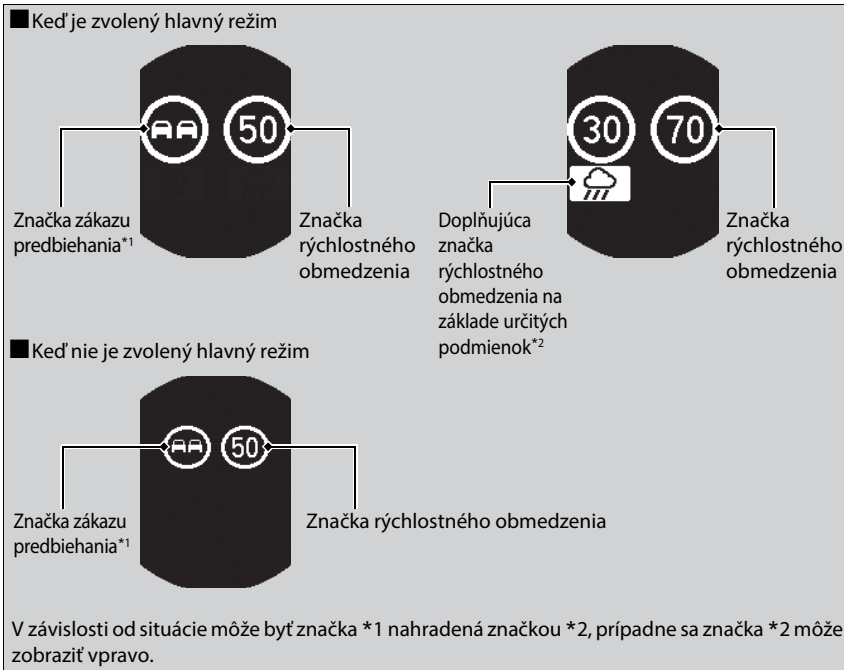 ■Keď je zvolený hlavný režim
50
30
70
Značka zákazu
predbiehania*1
Značka
rýchlostného
obmedzenia
Doplňujúca
značka
rýchlostného
obmedzenia na
základe určitých
podmienok*2
Značka
rýchlostného
obmedzenia
■Keď nie je zvolený hlavný režim
50
Značka zákazu
predbiehania*1
Značka rýchlostného obmedzenia
V závislosti od situácie môže byť značka *1 nahradená značkou *2, prípadne sa značka *2 môže
zobraziť vpravo.